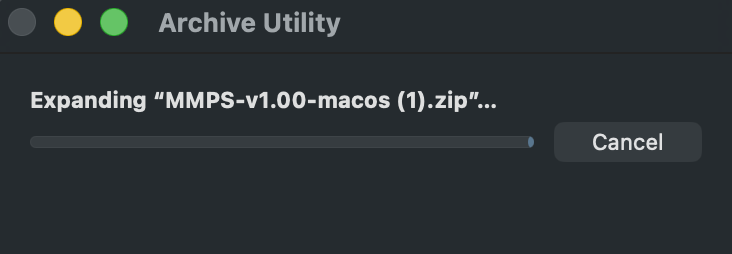 Archive Utility
Expanding “MMPS-v1.00-macos (1).zip”...
Cancel